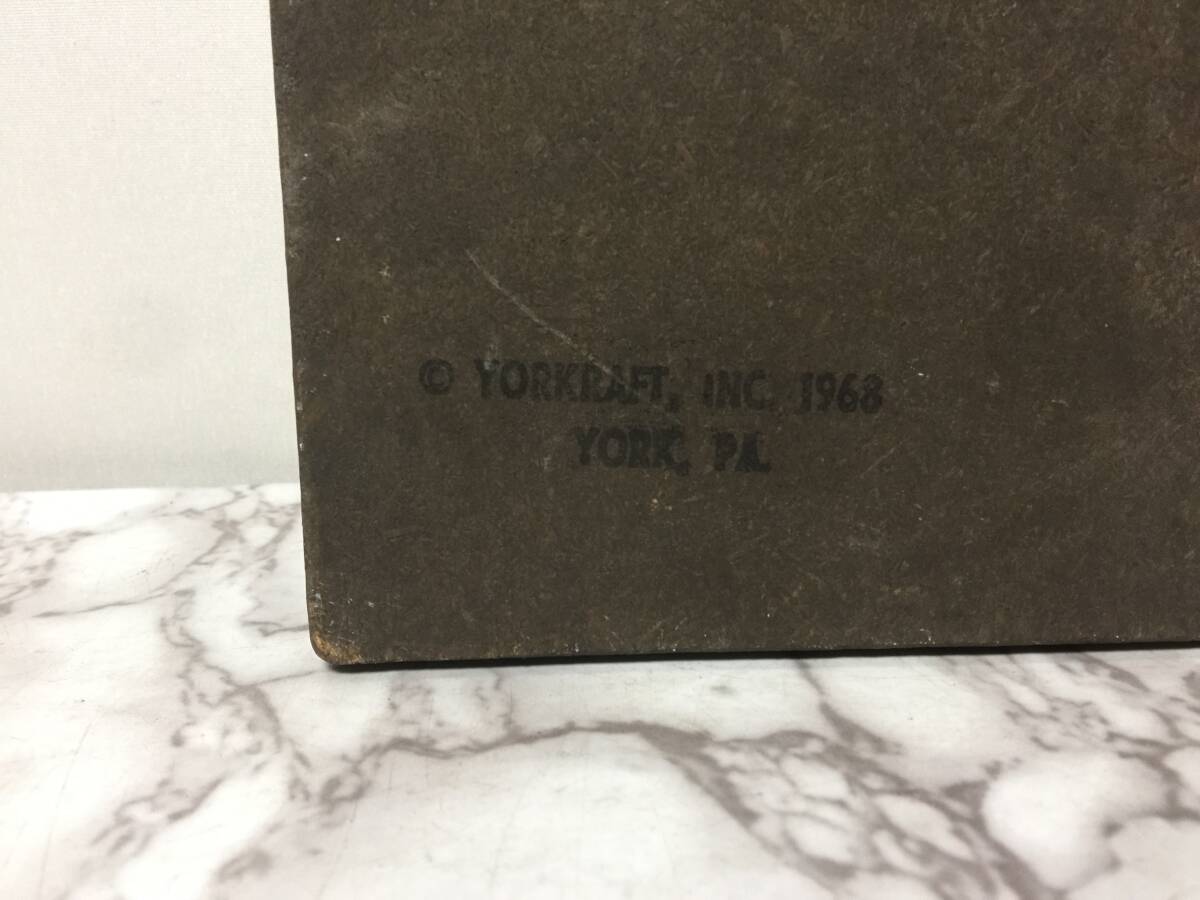 © YORKRAFT, INC. 1968
YORK, PA.